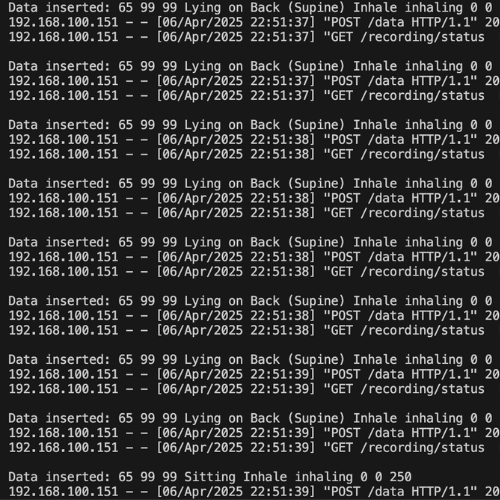 Data inserted: 65 99 99 Lying on Back (Supine) Inhale inhaling 0 0
192.168.100.151 - - [06/Apr/2025 22:51:37] "POST /data HTTP/1.1" 20
192.168.100.151 - - [06/Apr/2025 22:51:37] "GET /recording/status
Data inserted: 65 99 99 Lying on Back (Supine) Inhale inhaling 0 0
192.168.100.151 - - [06/Apr/2025 22:51:37] "POST /data HTTP/1.1" 20
192.168.100.151 - - [06/Apr/2025 22:51:37] "GET /recording/status
Data inserted: 65 99 99 Lying on Back (Supine) Inhale inhaling 0 0
192.168.100.151 - - [06/Apr/2025 22:51:38] "POST /data HTTP/1.1" 20
192.168.100.151 - - [06/Apr/2025 22:51:38] "GET /recording/status
Data inserted: 65 99 99 Lying on Back (Supine) Inhale inhaling 0 0
192.168.100.151 - - [06/Apr/2025 22:51:38] "POST /data HTTP/1.1" 20
192.168.100.151 - - [06/Apr/2025 22:51:38] "GET /recording/status
Data inserted: 65 99 99 Lying on Back (Supine) Inhale inhaling 0 0
192.168.100.151 - - [06/Apr/2025 22:51:38] "POST /data HTTP/1.1" 20
192.168.100.151 - - [06/Apr/2025 22:51:38] "GET /recording/status
Data inserted: 65 99 99 Lying on Back (Supine) Inhale inhaling 0 0
192.168.100.151 - - [06/Apr/2025 22:51:38] "POST /data HTTP/1.1" 20
192.168.100.151 - - [06/Apr/2025 22:51:38] "GET /recording/status
Data inserted: 65 99 99 Lying on Back (Supine) Inhale inhaling 0 0
192.168.100.151 - - [06/Apr/2025 22:51:39] "POST /data HTTP/1.1" 20
192.168.100.151 - - [06/Apr/2025 22:51:39] "GET /recording/status
Data inserted: 65 99 99 Lying on Back (Supine) Inhale inhaling 0 0
192.168.100.151 - - [06/Apr/2025 22:51:39] "POST /data HTTP/1.1" 20
192.168.100.151 - - [06/Apr/2025 22:51:39] "GET /recording/status
Data inserted: 65 99 99 Sitting Inhale inhaling 0 0 250
192.168.100.151 - - [06/Apr/2025 22:51:39] "POST /data HTTP/1.1" 20